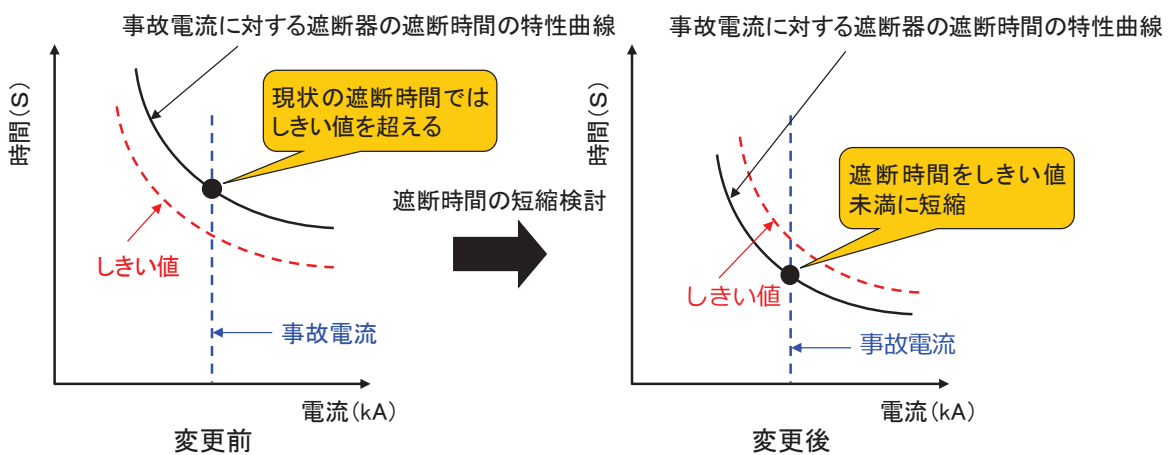 事故電流に対する遮断器の遮断時間の特性曲線
時間(S)
現状の遮断時間では
しきい値を超える
しきい値
事故電流
電流(kA)
変更前
遮断時間の短縮検討
事故電流に対する遮断器の遮断時間の特性曲線
時間(S)
遮断時間をしきい値
未満に短縮
しきい値
事故電流
電流(kA)
変更後